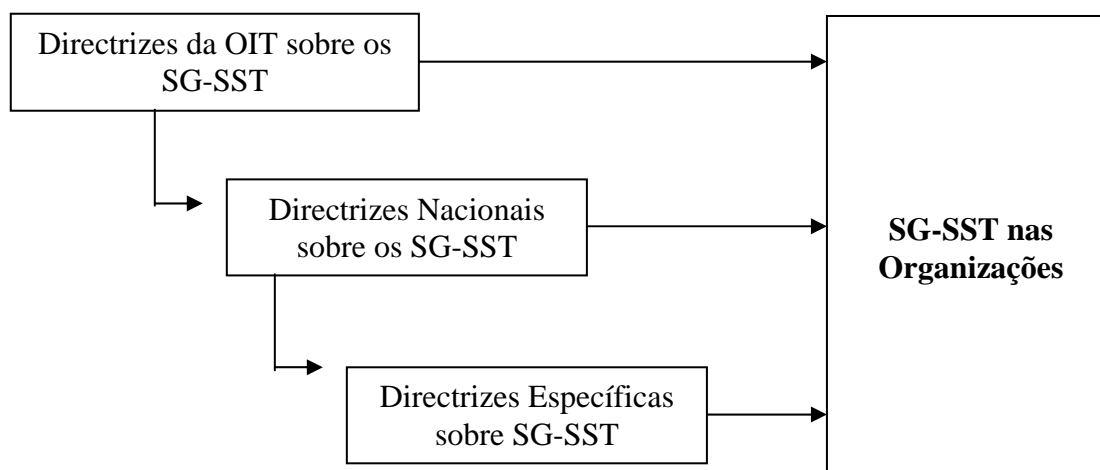 Directrizes da OIT sobre os
SG-SST
Directrizes Nacionais
sobre os SG-SST
SG-SST nas
Organizações
Directrizes Específicas
sobre SG-SST